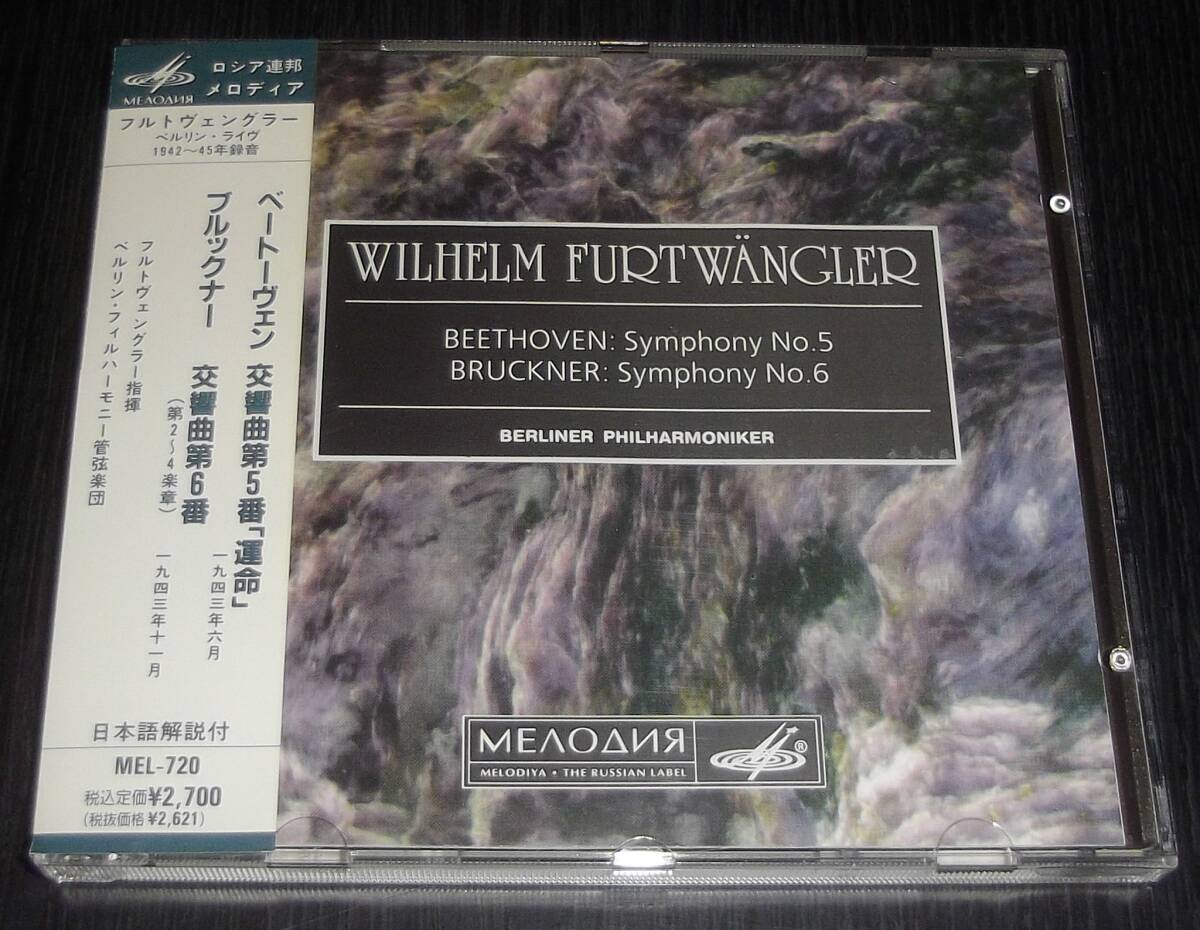 МЕЛОДИЯ
ロシア連邦
メロディア
フルトヴェングラー
ベルリン・ライヴ
1942〜45年録音
ベートーヴェン 交響曲第5番「運命」
一九四三年六月
ブルックナー 交響曲第6番
(第2〜4楽章)
一九四三年十一月
フルトヴェングラー指揮
ベルリン・フィルハーモニー管弦楽団
日本語解説付
MEL-720
税込定価¥2,700
(税抜価格¥2,621)
WILHELM FURTWÄNGLER
BEETHOVEN: Symphony No.5
BRUCKNER: Symphony No.6
BERLINER PHILHARMONIKER
МЕЛОДИЯ
MELODIYA • THE RUSSIAN LABEL
®